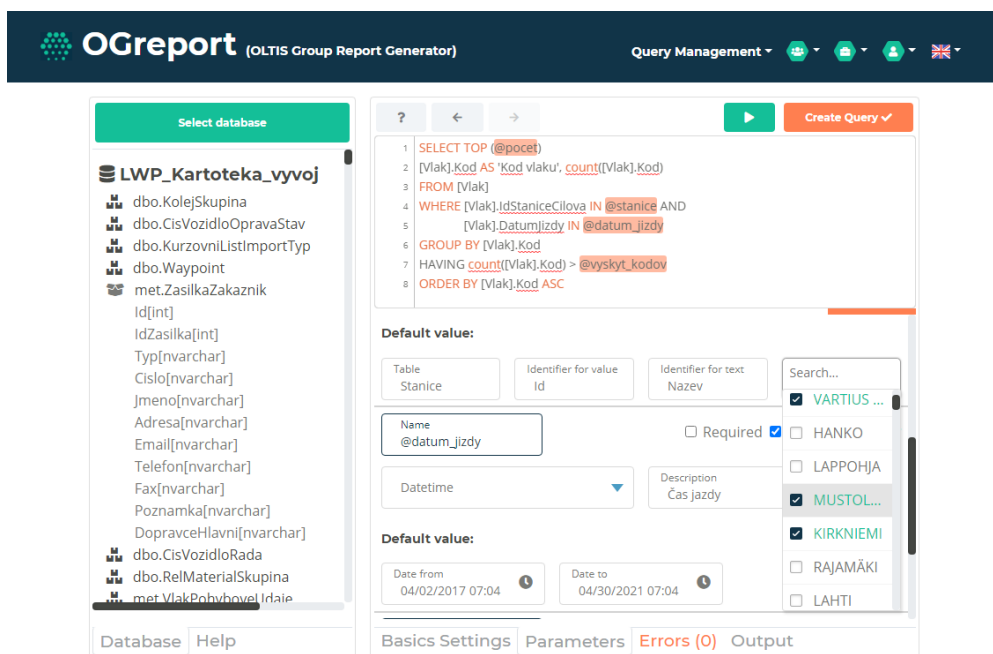 OGreport (OLTIS Group Report Generator)
Query Management
Select database
LWP_Kartoteka_vyvoj
dbo.KolejSkupina
dbo.CisVozidloOpravaStav
dbo.KurzovniListImportTyp
dbo.Waypoint
met.ZasilkaZakaznik
Id[int]
IdZasilka[int]
Typ[nvarchar]
Cislo[nvarchar]
Jmeno[nvarchar]
Adresa[nvarchar]
Email[nvarchar]
Telefon[nvarchar]
Fax[nvarchar]
Poznamka[nvarchar]
DopravceHlavni[nvarchar]
dbo.CisVozidloRada
dbo.RelMaterialSkupina
met.VlakPohyboveUdaje
Database Help
? ← →
Create Query ✓
1 SELECT TOP (@pocet)
2 [Vlak].Kod AS 'Kod vlaku', count([Vlak].Kod)
3 FROM [Vlak]
4 WHERE [Vlak].IdStaniceCilova IN @stanice AND
5 [Vlak].DatumJizdy IN @datum_jizdy
6 GROUP BY [Vlak].Kod
7 HAVING count([Vlak].Kod) > @vyskyt_kodov
8 ORDER BY [Vlak].Kod ASC
Default value:
Table
Stanice
Identifier for value
Id
Identifier for text
Nazev
Search...
VARTIUS ...
HANKO
LAPPOHJA
MUSTOL...
KIRKNIEMI
RAJAMÄKI
LAHTI
Name
@datum_jizdy
Required
Datetime
Description
Čas jazdy
Default value:
Date from
04/02/2017 07:04
Date to
04/30/2021 07:04
Basics Settings Parameters Errors (0) Output